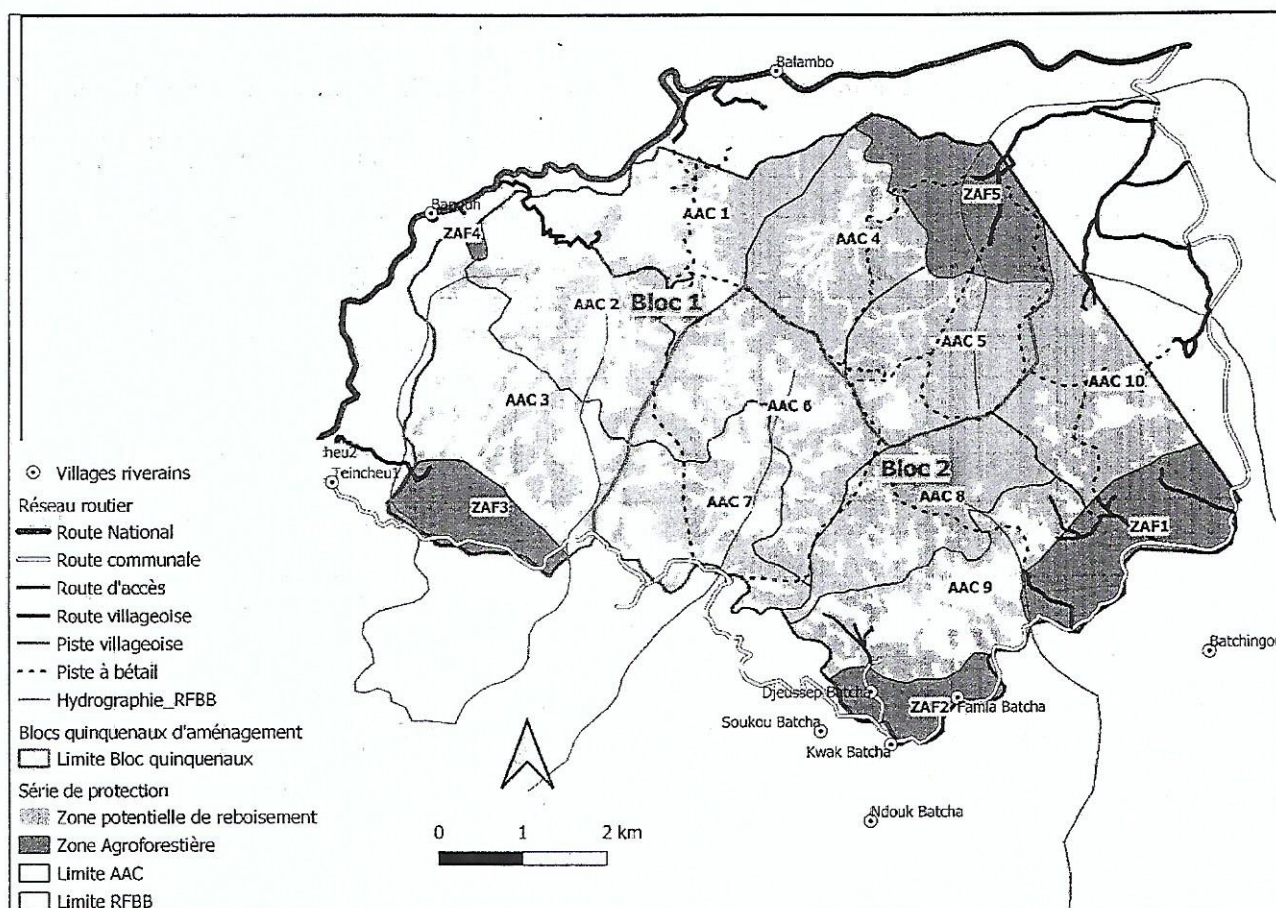 Balambo
Bangun
ZAF4
AAC 1
ZAF5
AAC 4
AAC 2
Bloc 1
AAC 5
AAC 3
AAC 6
AAC 10
cheu2
Teincheu1
Bloc 2
AAC 7
AAC 8
ZAF3
ZAF1
AAC 9
Batchingou
Djeussep Batcha
ZAF2
Famla Batcha
Soukou Batcha
Kwak Batcha
Ndouk Batcha
Villages riverains
Réseau routier
Route National
Route communale
Route d'accès
Route villageoise
Piste villageoise
Piste à bétail
Hydrographie_RFBB
Blocs quinquenaux d'aménagement
Limite Bloc quinquenaux
Série de protection
Zone potentielle de reboisement
Zone Agroforestière
Limite AAC
Limite RFBB
0 1 2 km